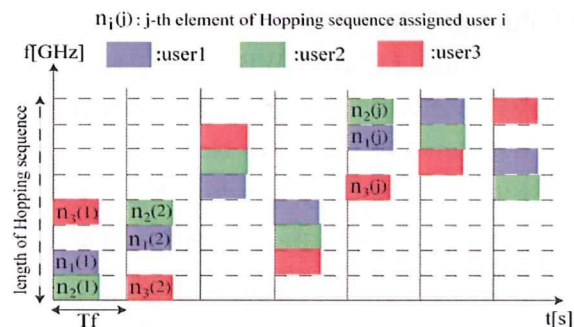 nᵢ(j) : j-th element of Hopping sequence assigned user i
f[GHz] :user1 :user2 :user3
length of Hopping sequence
n₂(j)
n₁(j)
n₃(j)
n₃(1) n₂(2)
n₁(2)
n₁(1)
n₂(1) n₃(2)
Tf t[s]